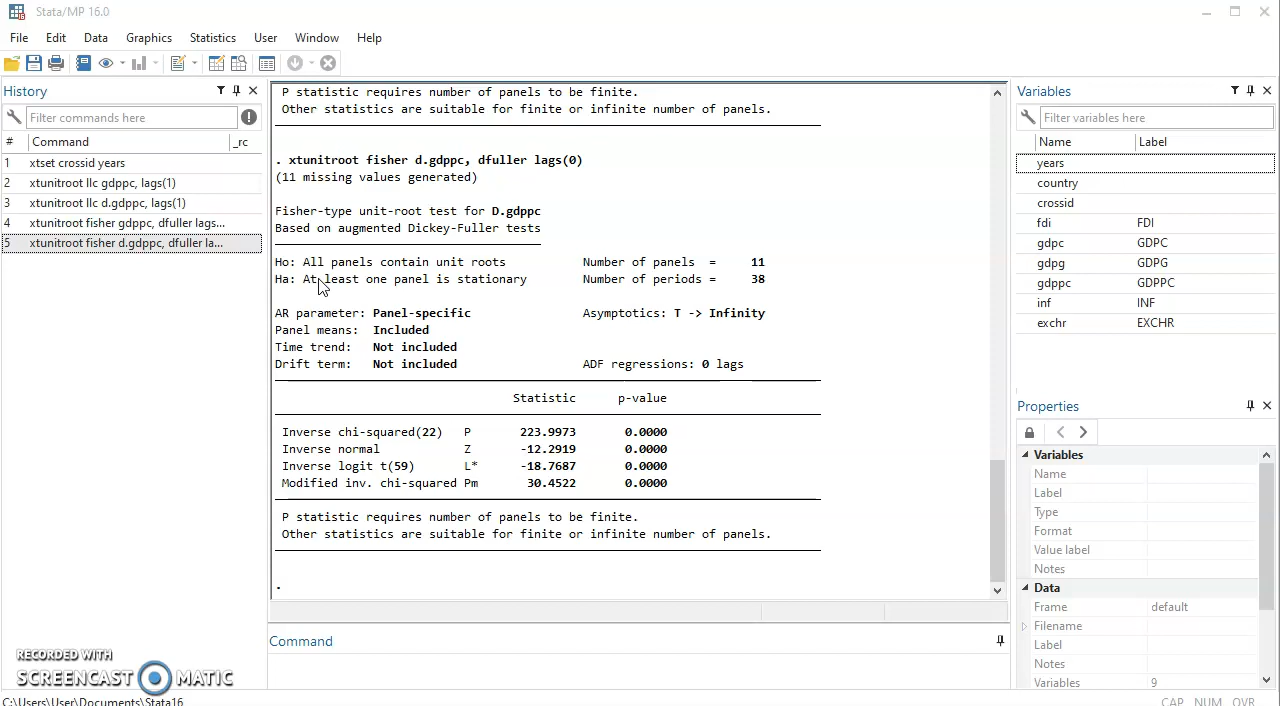 Stata/MP 16.0
File Edit Data Graphics Statistics User Window Help
History
Filter commands here
# Command _rc
1 xtset crossid years
2 xtunitroot llc gdppc, lags(1)
3 xtunitroot llc d.gdppc, lags(1)
4 xtunitroot fisher gdppc, dfuller lags...
5 xtunitroot fisher d.gdppc, dfuller la...
P statistic requires number of panels to be finite.
Other statistics are suitable for finite or infinite number of panels.
. xtunitroot fisher d.gdppc, dfuller lags(0)
(11 missing values generated)
Fisher-type unit-root test for D.gdppc
Based on augmented Dickey-Fuller tests
Ho: All panels contain unit roots Number of panels = 11
Ha: At least one panel is stationary Number of periods = 38
AR parameter: Panel-specific Asymptotics: T -> Infinity
Panel means: Included
Time trend: Not included
Drift term: Not included ADF regressions: 0 lags
Statistic p-value
Inverse chi-squared(22) P 223.9973 0.0000
Inverse normal Z -12.2919 0.0000
Inverse logit t(59) L* -18.7687 0.0000
Modified inv. chi-squared Pm 30.4522 0.0000
P statistic requires number of panels to be finite.
Other statistics are suitable for finite or infinite number of panels.
.
Command
Variables
Filter variables here
Name Label
years
country
crossid
fdi FDI
gdpc GDPC
gdpg GDPG
gdppc GDPPC
inf INF
exchr EXCHR
Properties
Variables
Name
Label
Type
Format
Value label
Notes
Data
Frame default
Filename
Label
Notes
Variables 9
RECORDED WITH
SCREENCAST MATIC
C:\Users\User\Documents\Stata16
CAP NUM OVR